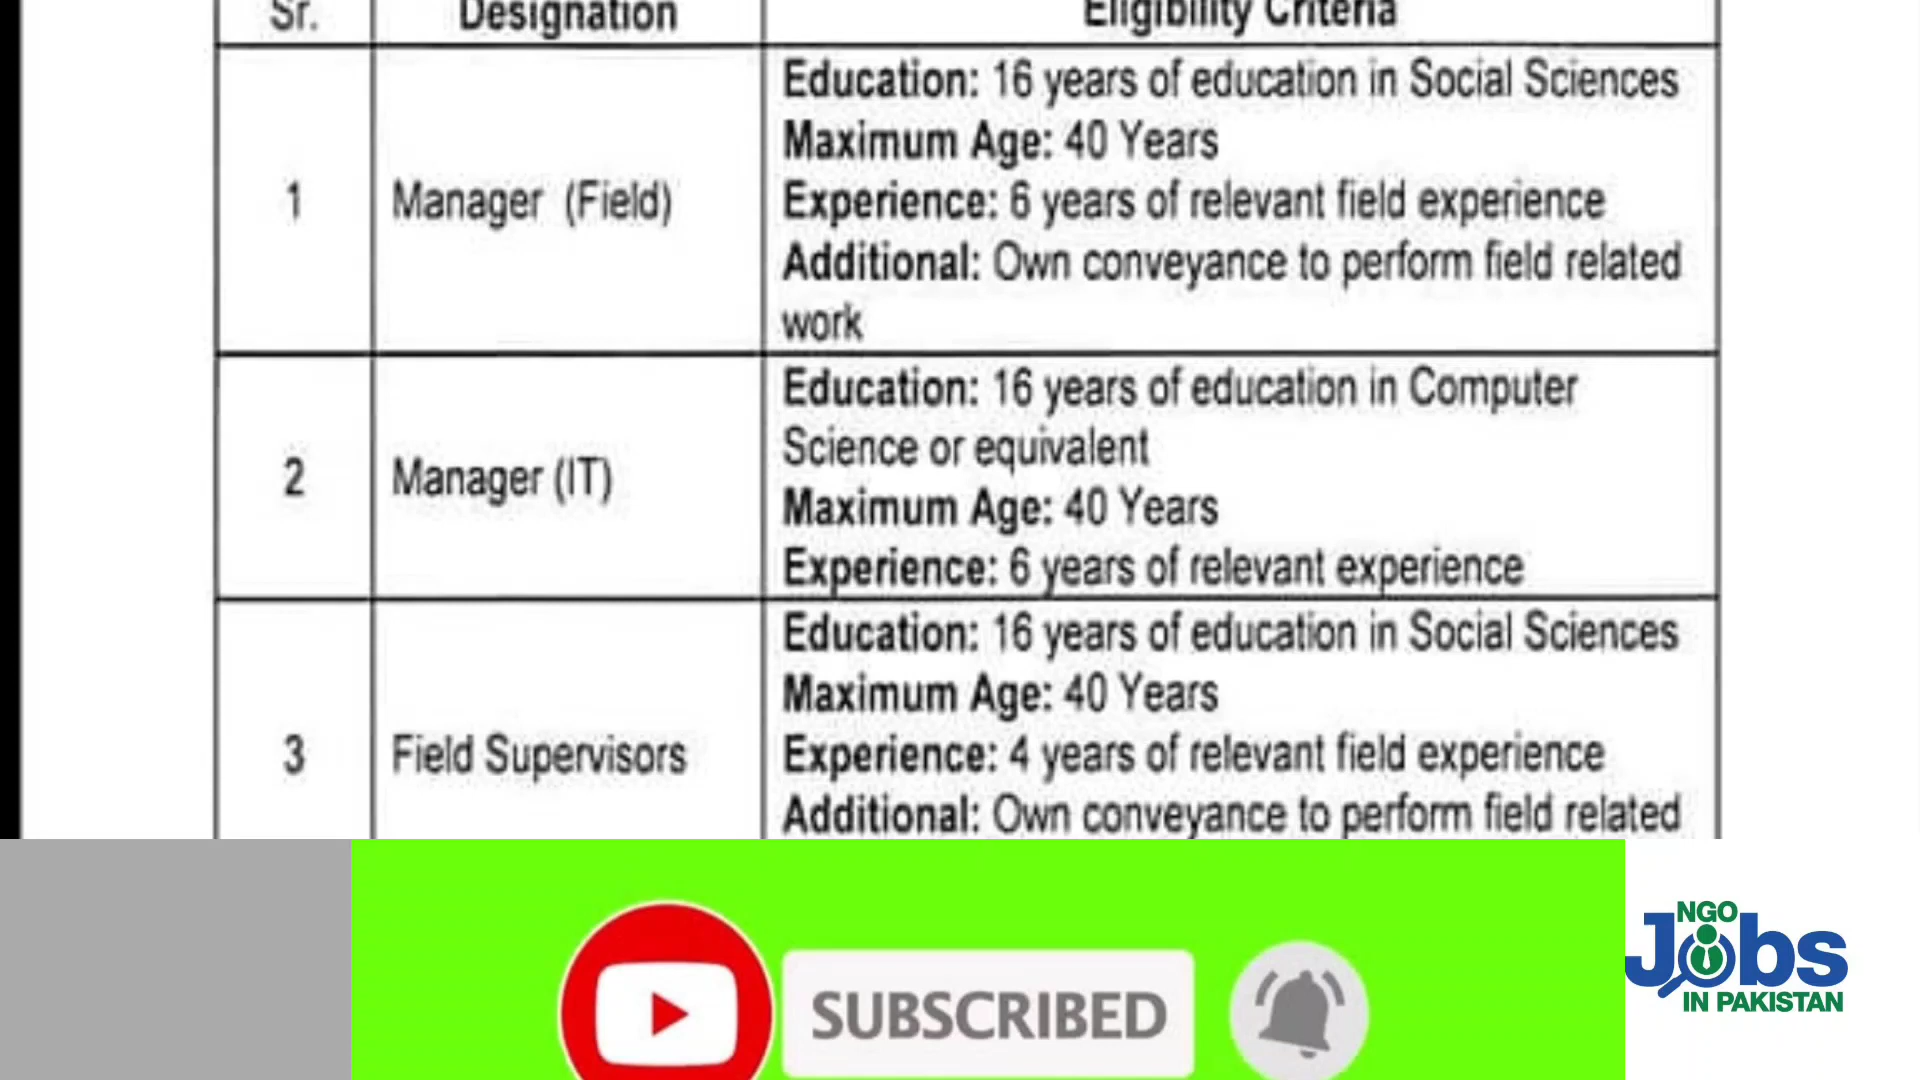 Sr. Designation Eligibility Criteria
Education: 16 years of education in Social Sciences
Maximum Age: 40 Years
1 Manager (Field) Experience: 6 years of relevant field experience
Additional: Own conveyance to perform field related
work
Education: 16 years of education in Computer
Science or equivalent
2 Manager (IT)
Maximum Age: 40 Years
Experience: 6 years of relevant experience
Education: 16 years of education in Social Sciences
Maximum Age: 40 Years
3 Field Supervisors Experience: 4 years of relevant field experience
Additional: Own conveyance to perform field related
SUBSCRIBED
NGO
Jobs
IN PAKISTAN